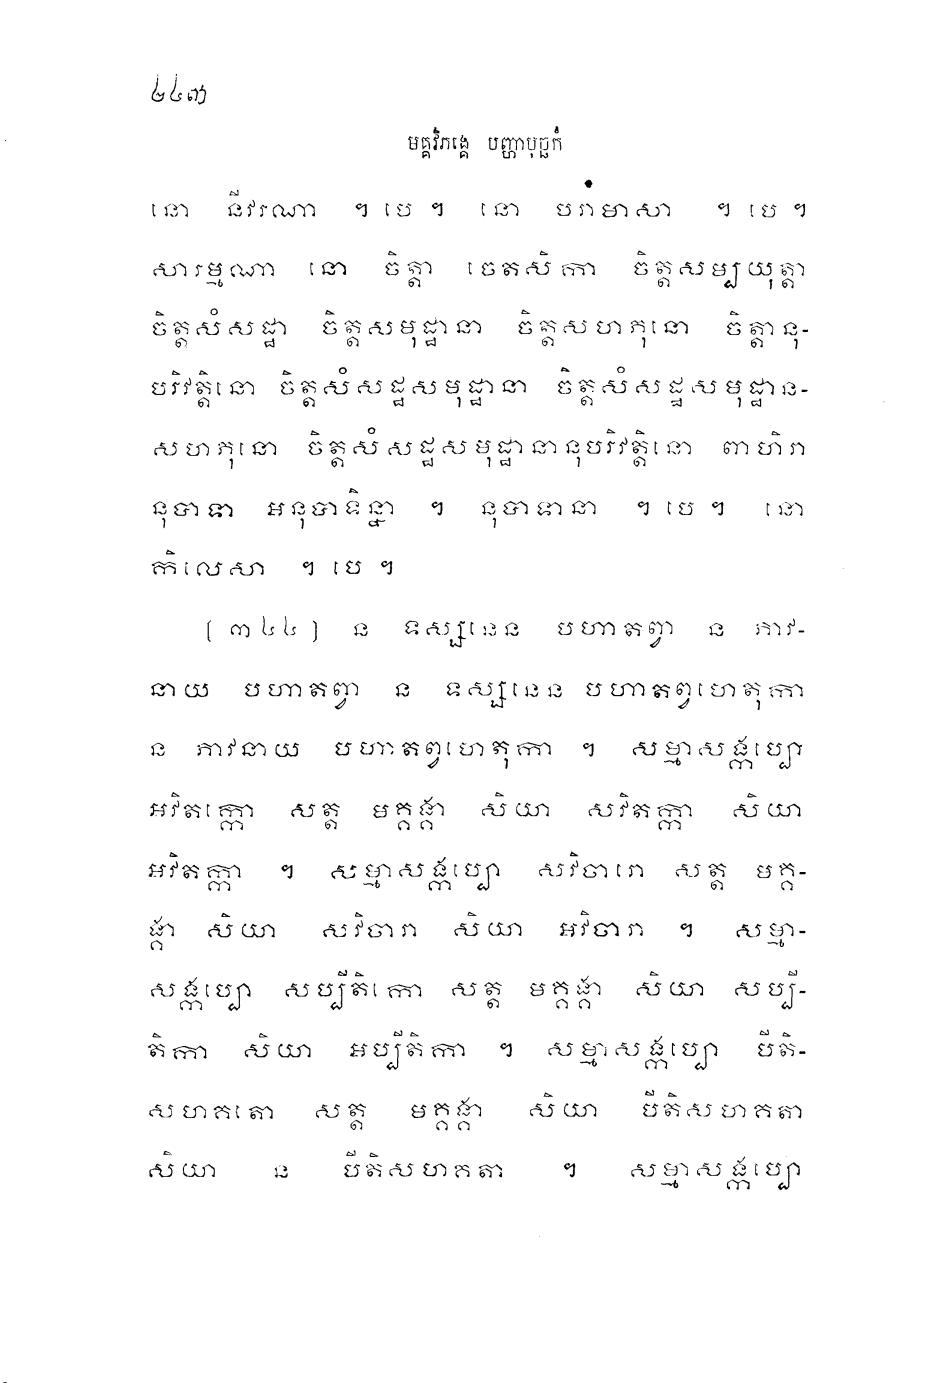 ៤៤៣
មគ្គវិភង្គេ បញ្ហាបុច្ឆកំ
នោ នីវរណា ។ បេ ។ នោ បរាមាសា ។ បេ ។
សារម្មណា នោ ចិត្តា ចេតសិកា ចិត្តសម្បយុត្តា
ចិត្តសំសដ្ឋា ចិត្តសមុដ្ឋានា ចិត្តសហភុនោ ចិត្តានុ-
បរិវត្តិនោ ចិត្តសំសដ្ឋសមុដ្ឋានា ចិត្តសំសដ្ឋសមុដ្ឋាន-
សហភុនោ ចិត្តសំសដ្ឋសមុដ្ឋានានុបរិវត្តិនោ ពាហិរា
នុបាទា អនុបាទិន្នា ។ នុបាទានា ។ បេ ។ នោ
កិលេសា ។ បេ ។
(៣៤៤) ន ទស្សនេន បហាតព្វា ន ភាវ-
នាយ បហាតព្វា ន ទស្សនេន បហាតព្វហេតុកា
ន ភាវនាយ បហាតព្វហេតុកា ។ សម្មាសង្កប្បោ
អវិតក្កោ សត្ត មគ្គង្គា សិយា សវិតក្កា សិយា
អវិតក្កា ។ សម្មាសង្កប្បោ សវិចារោ សត្ត មគ្គ-
ង្គា សិយា សវិចារា សិយា អវិចារា ។ សម្មា-
សង្កប្បោ សប្បីតិកោ សត្ត មគ្គង្គា សិយា សប្បី-
តិកា សិយា អប្បីតិកា ។ សម្មាសង្កប្បោ បីតិ-
សហគតោ សត្ត មគ្គង្គា សិយា បីតិសហគតា
សិយា ន បីតិសហគតា ។ សម្មាសង្កប្បោ